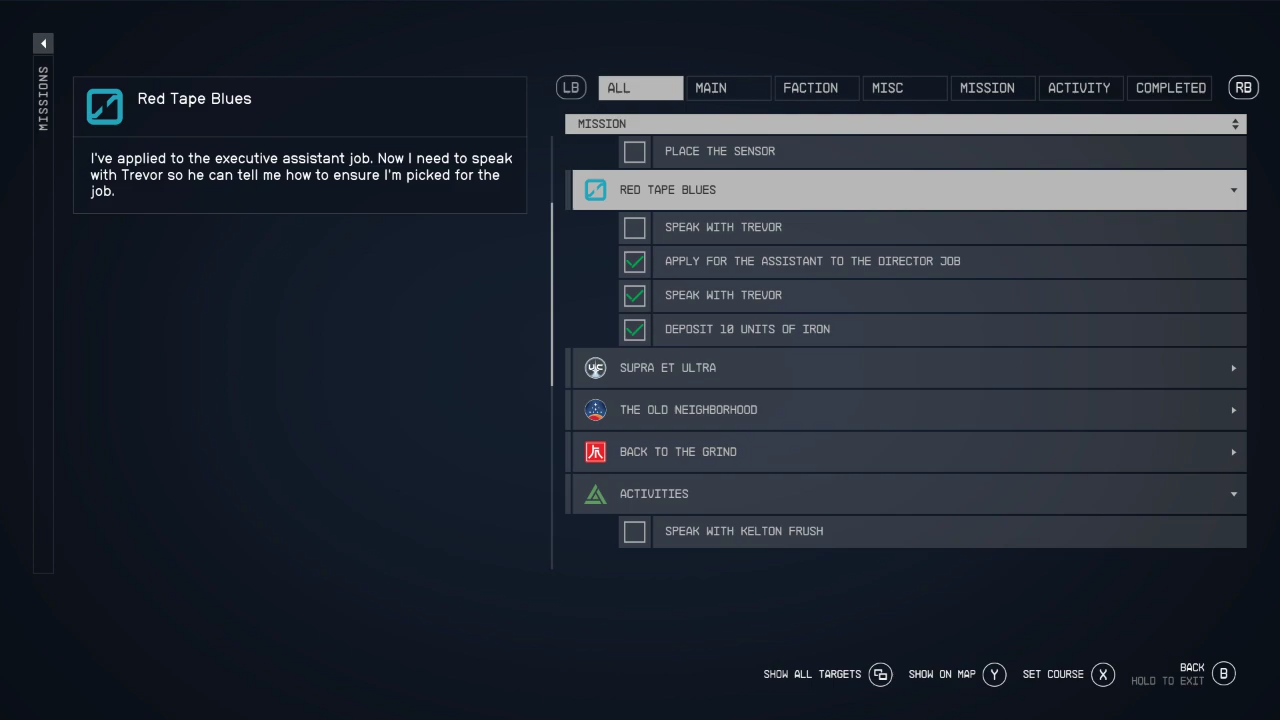 MISSIONS
Red Tape Blues
I've applied to the executive assistant job. Now I need to speak
with Trevor so he can tell me how to ensure I'm picked for the
job.
LB
ALL
MAIN
FACTION
MISC
MISSION
ACTIVITY
COMPLETED
RB
MISSION
PLACE THE SENSOR
RED TAPE BLUES
SPEAK WITH TREVOR
APPLY FOR THE ASSISTANT TO THE DIRECTOR JOB
SPEAK WITH TREVOR
DEPOSIT 10 UNITS OF IRON
UC
SUPRA ET ULTRA
THE OLD NEIGHBORHOOD
BACK TO THE GRIND
ACTIVITIES
SPEAK WITH KELTON FRUSH
SHOW ALL TARGETS
SHOW ON MAP Y
SET COURSE X
BACK B
HOLD TO EXIT